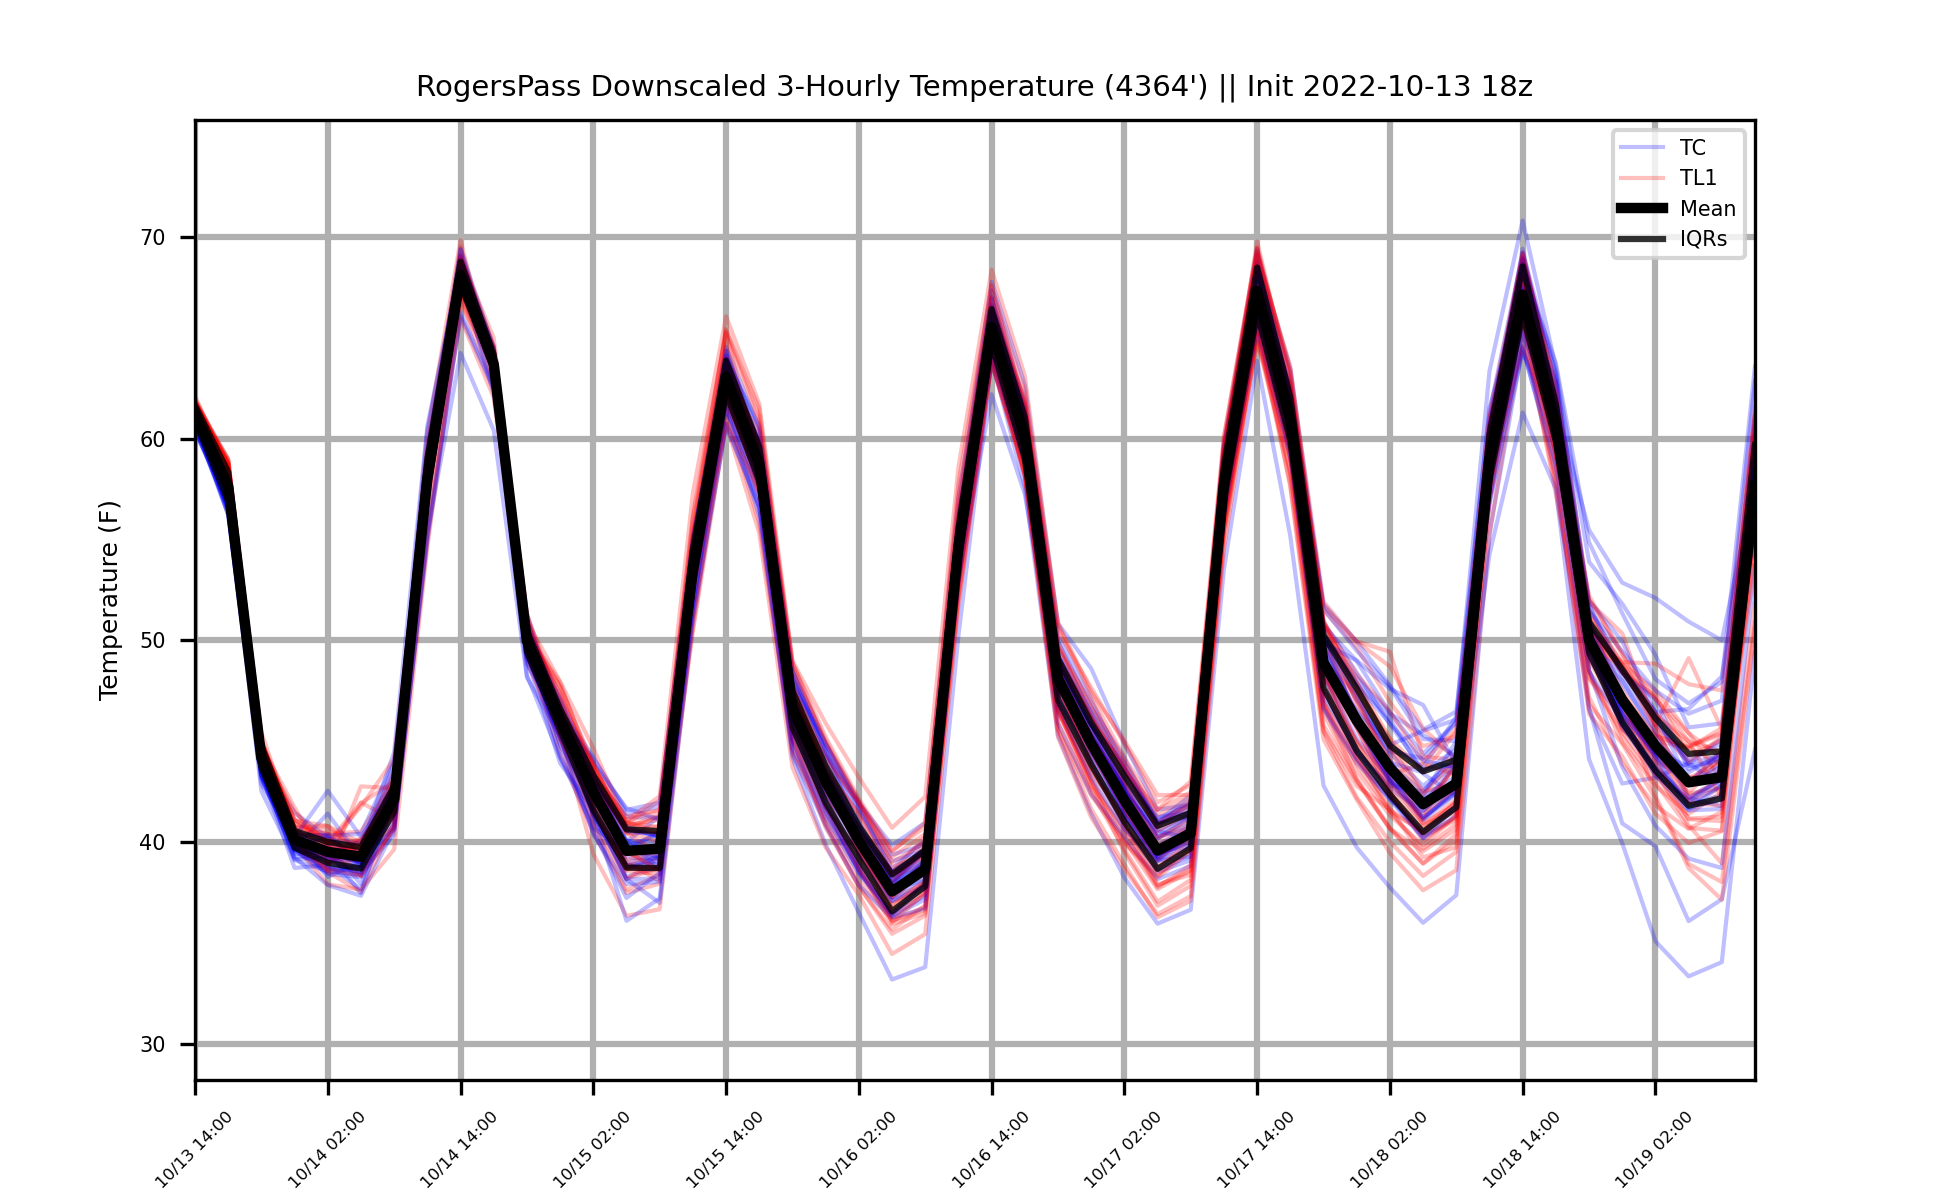 RogersPass Downscaled 3-Hourly Temperature (4364') || Init 2022-10-13 18z
TC
TL1
Mean
IQRs
Temperature (F)
70
60
50
40
30
10/13 14:00
10/14 02:00
10/14 14:00
10/15 02:00
10/15 14:00
10/16 02:00
10/16 14:00
10/17 02:00
10/17 14:00
10/18 02:00
10/18 14:00
10/19 02:00